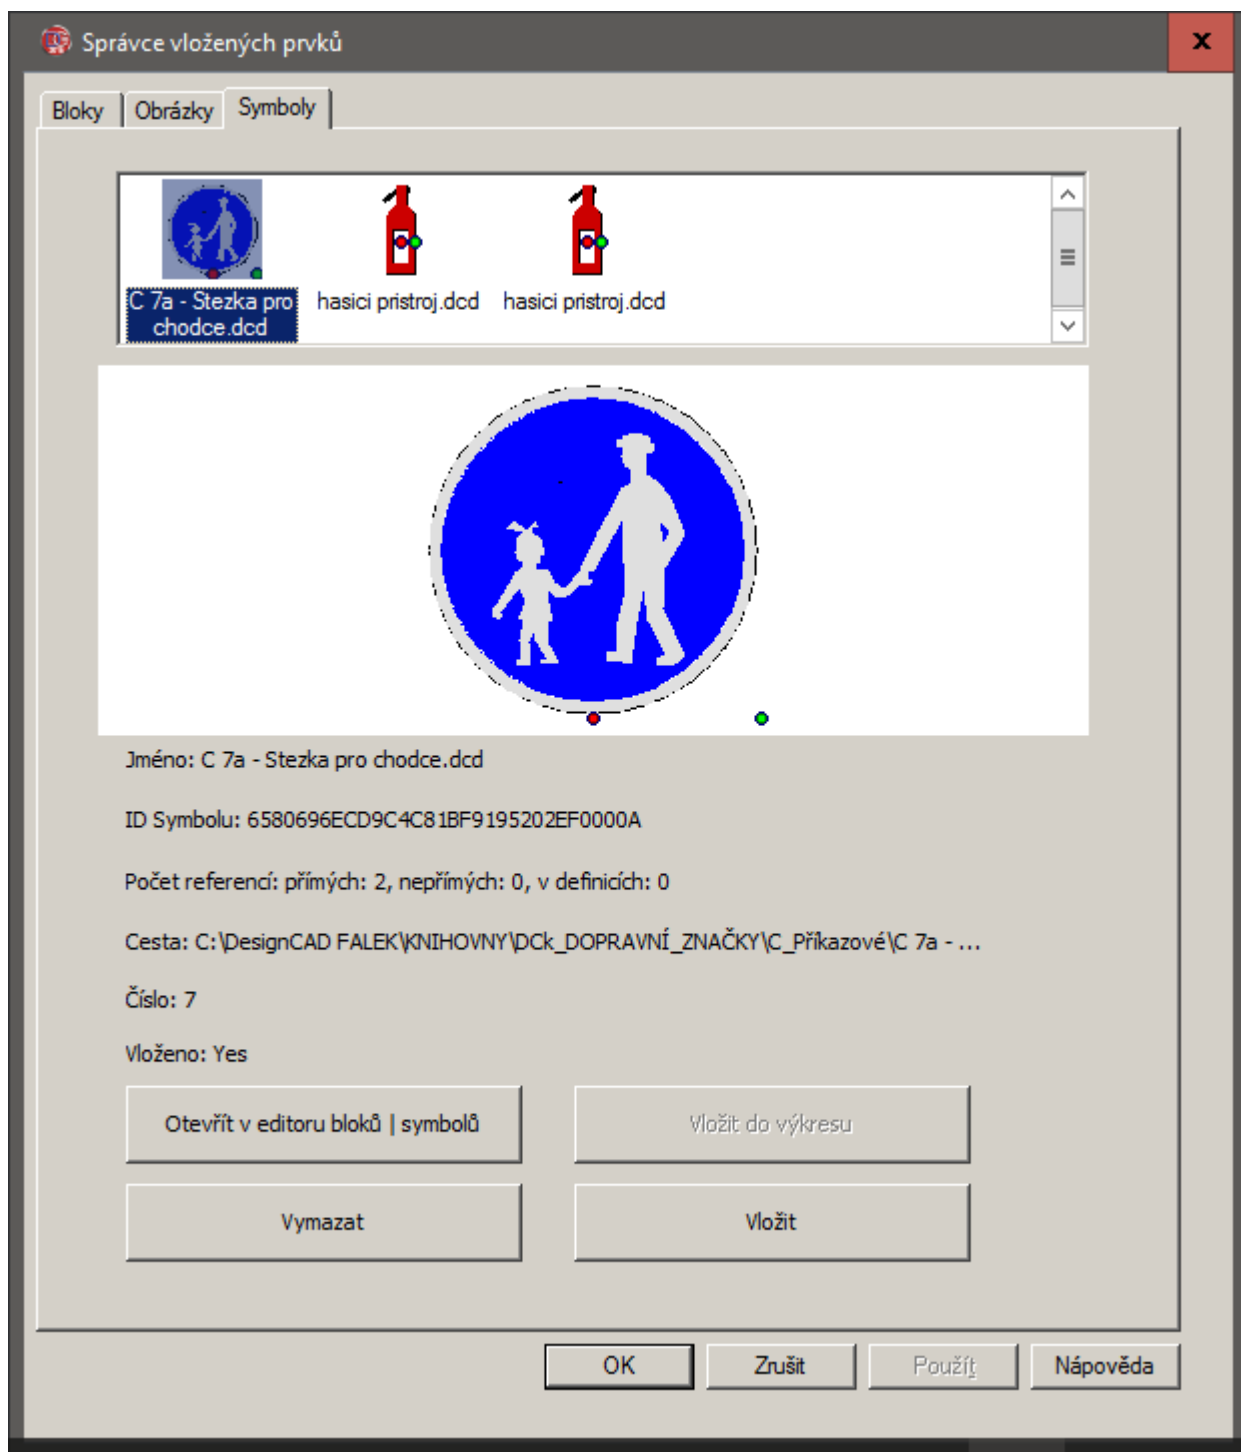 Správce vložených prvků
x
Bloky
Obrázky
Symboly
C 7a - Stezka pro
chodce.dcd
hasici pristroj.dcd
hasici pristroj.dcd
Jméno: C 7a - Stezka pro chodce.dcd
ID Symbolu: 6580696ECD9C4C81BF9195202EF0000A
Počet referencí: přímých: 2, nepřímých: 0, v definicích: 0
Cesta: C:\DesignCAD FALEK\KNIHOVNY\DCk_DOPRAVNÍ_ZNAČKY\C_Příkazové\C 7a - ...
Číslo: 7
Vloženo: Yes
Otevřít v editoru bloků | symbolů
Vložit do výkresu
Vymazat
Vložit
OK
Zrušit
Použít
Nápověda